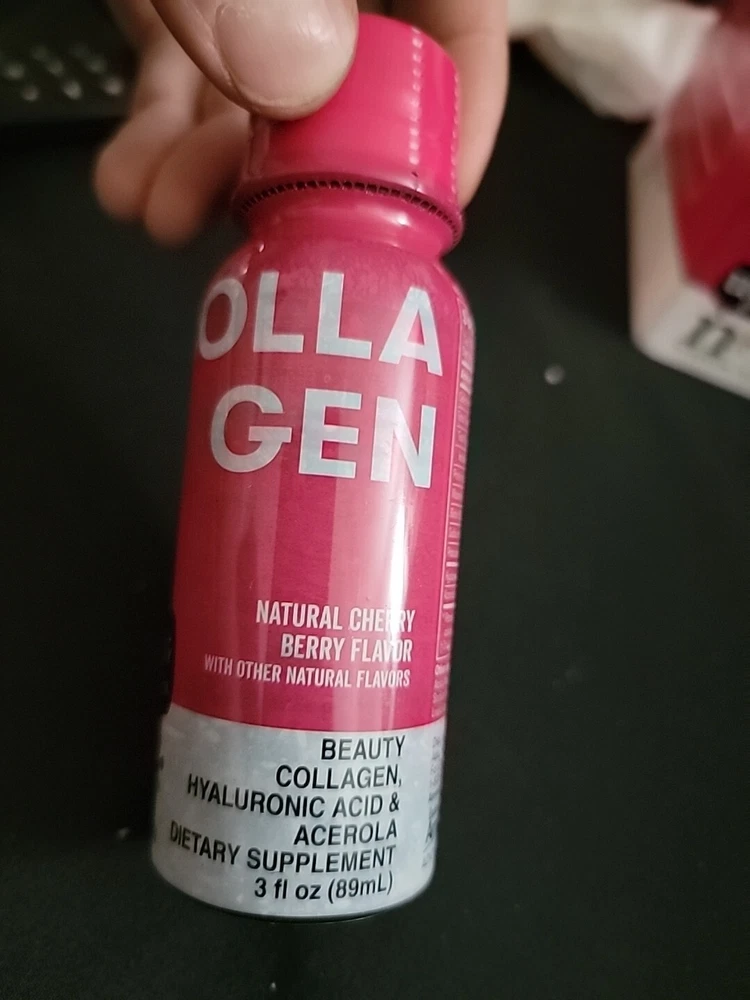 OLLA
GEN
NATURAL CHERRY
BERRY FLAVOR
WITH OTHER NATURAL FLAVORS
BEAUTY
COLLAGEN,
HYALURONIC ACID &
ACEROLA
DIETARY SUPPLEMENT
3 fl oz (89mL)